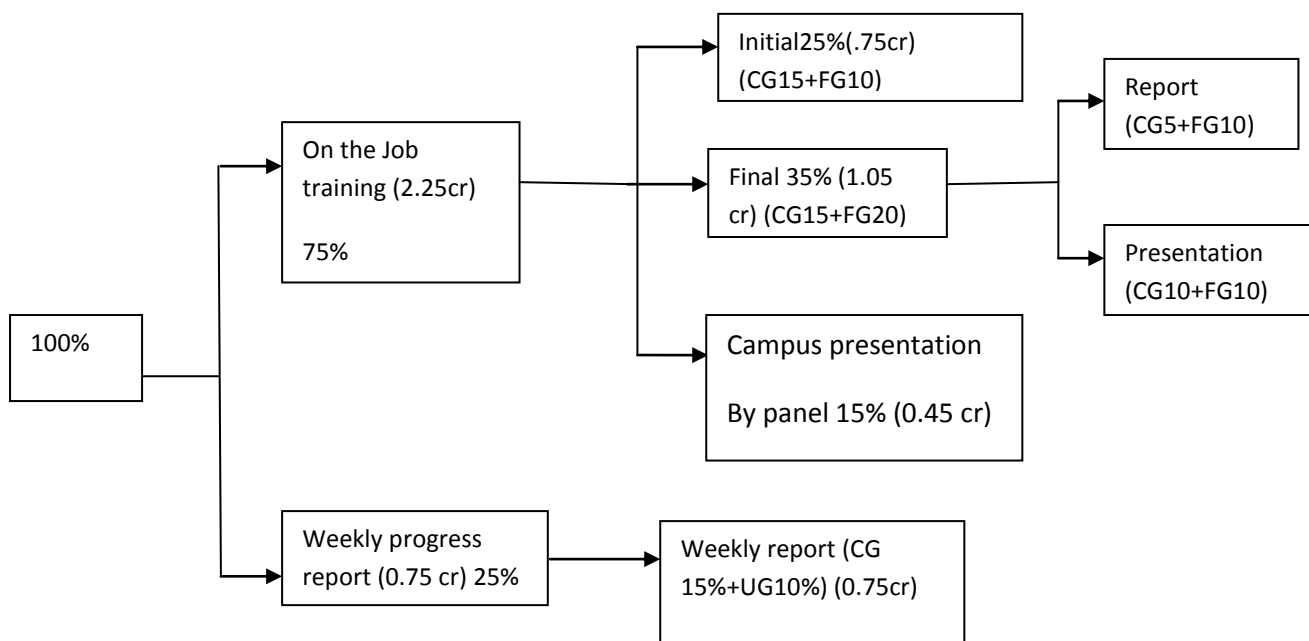 100%
On the Job
training (2.25cr)
75%
Weekly progress
report (0.75 cr) 25%
Initial25%(.75cr)
(CG15+FG10)
Final 35% (1.05
cr) (CG15+FG20)
Campus presentation
By panel 15% (0.45 cr)
Weekly report (CG
15%+UG10%) (0.75cr)
Report
(CG5+FG10)
Presentation
(CG10+FG10)